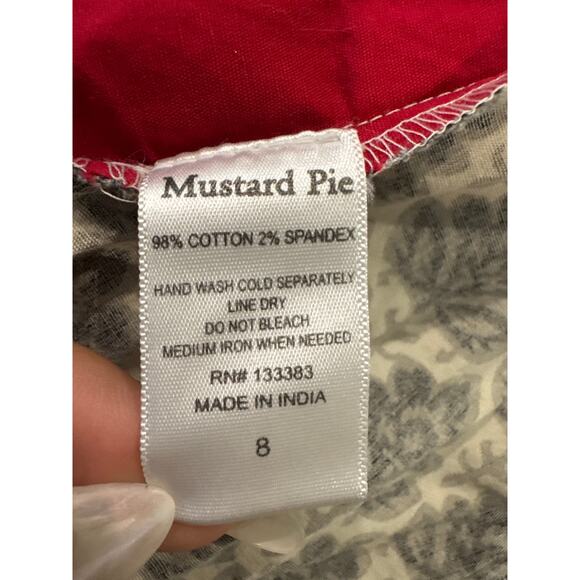 Mustard Pie
98% COTTON 2% SPANDEX
HAND WASH COLD SEPARATELY
LINE DRY
DO NOT BLEACH
MEDIUM IRON WHEN NEEDED
RN# 133383
MADE IN INDIA
8